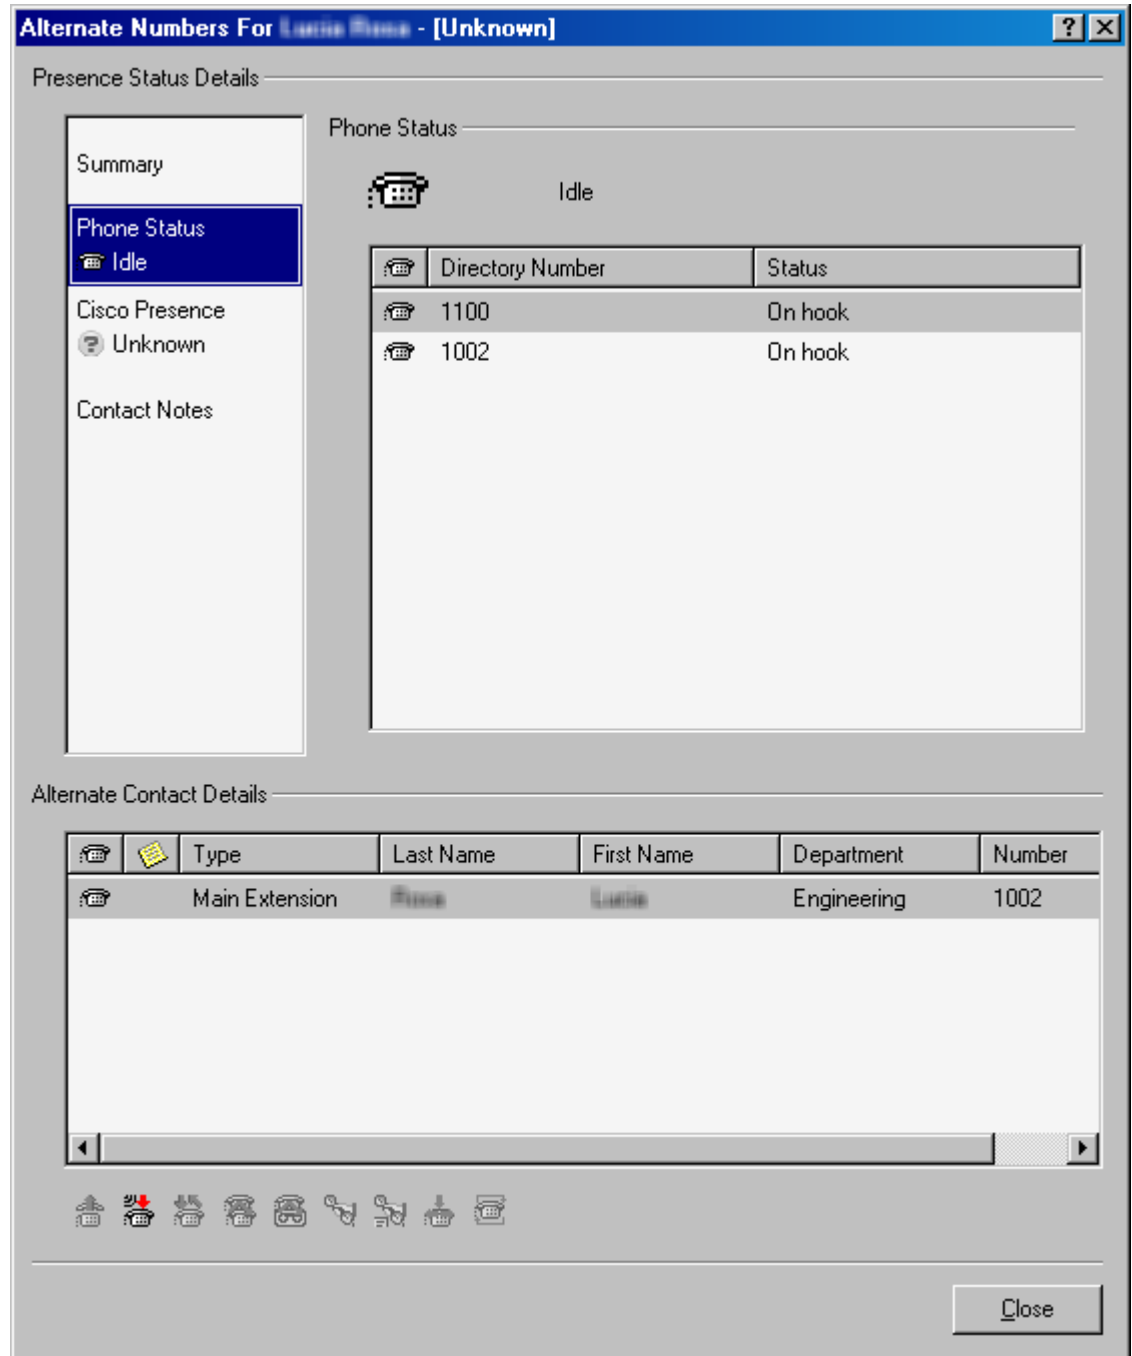 Alternate Numbers For - [Unknown]
Presence Status Details
Summary
Phone Status
Idle
Cisco Presence
Unknown
Contact Notes
Phone Status
Idle
Directory Number Status
1100 On hook
1002 On hook
Alternate Contact Details
Type Last Name First Name Department Number
Main Extension Engineering 1002
Close